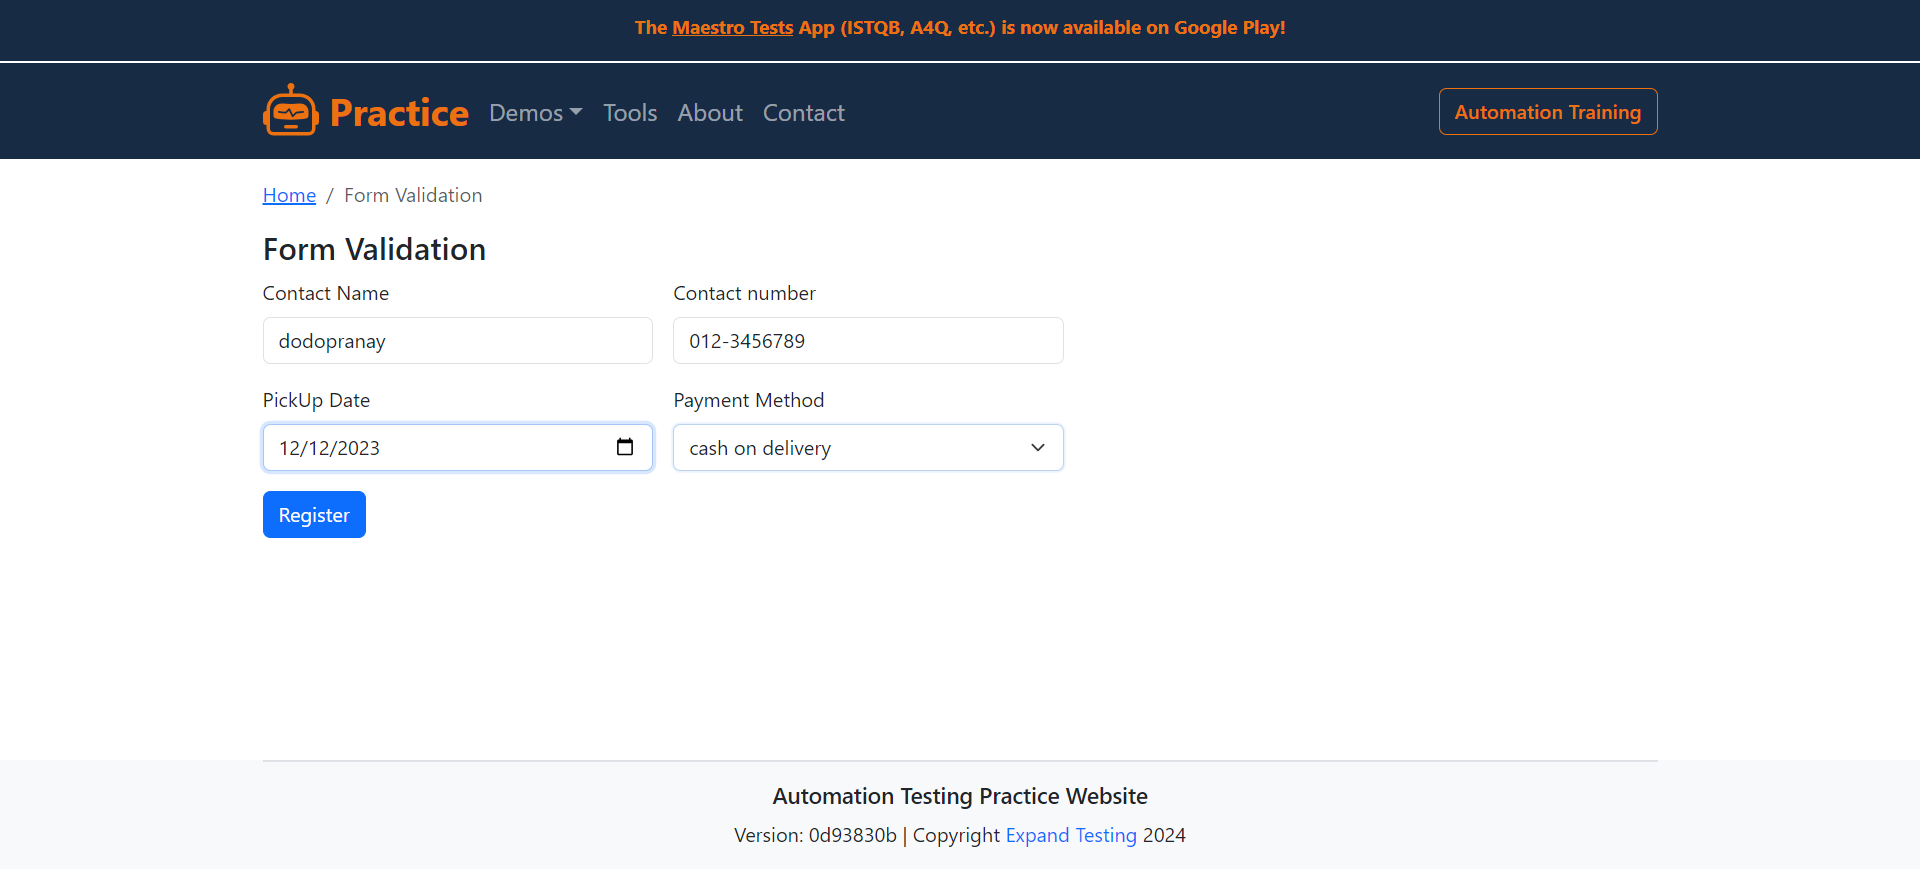 The Maestro Tests App (ISTQB, A4Q, etc.) is now available on Google Play!
Practice Demos Tools About Contact Automation Training
Home / Form Validation
Form Validation
Contact Name Contact number
dodopranay 012-3456789
PickUp Date Payment Method
12/12/2023 cash on delivery
Register
Automation Testing Practice Website
Version: 0d93830b | Copyright Expand Testing 2024